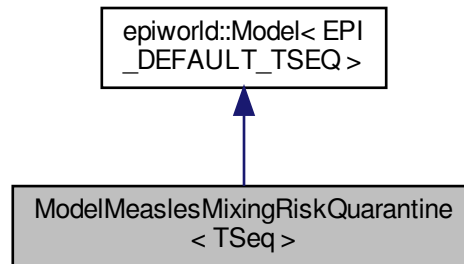 epiworld::Model< EPI
_DEFAULT_TSEQ >
ModelMeaslesMixingRiskQuarantine
< TSeq >